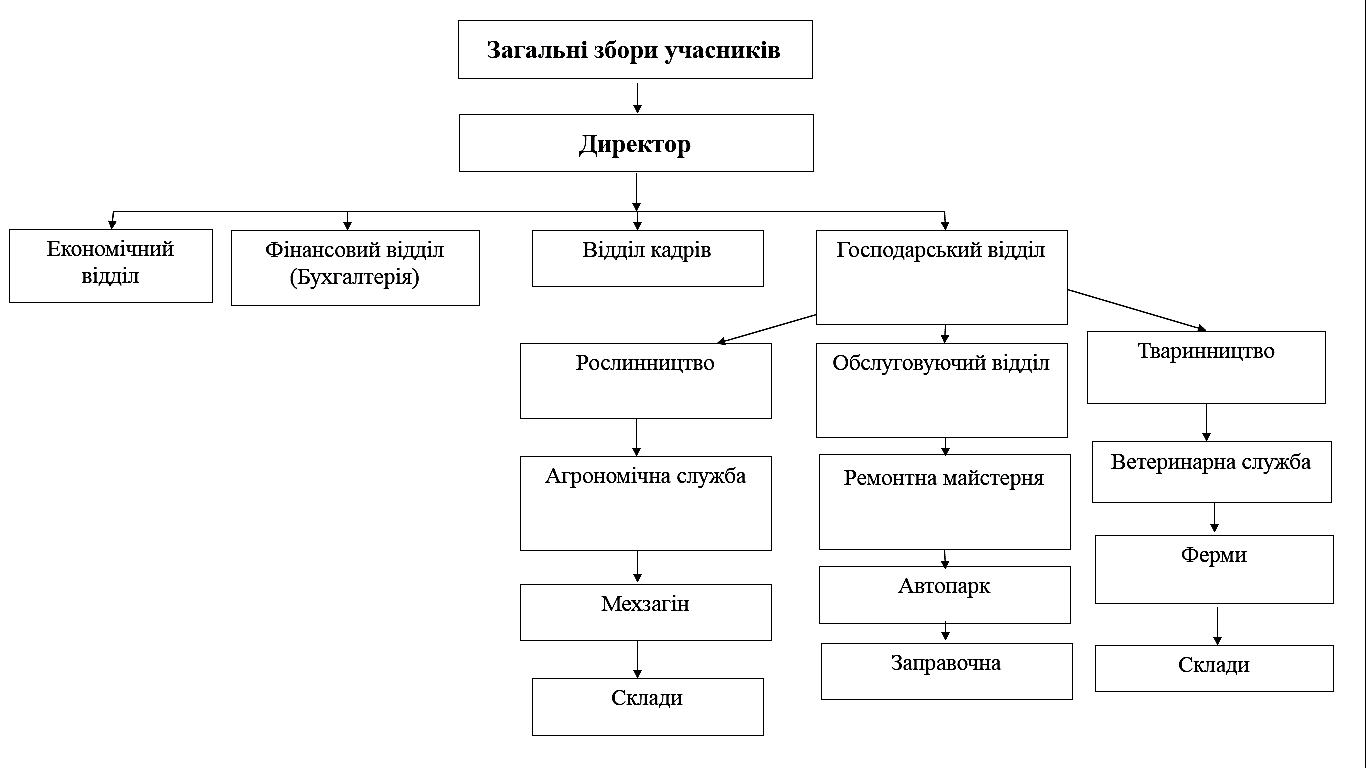 Загальні збори учасників
Директор
Економічний
відділ
Фінансовий відділ
(Бухгалтерія)
Відділ кадрів
Господарський відділ
Рослинництво
Обслуговуючий відділ
Тваринництво
Агрономічна служба
Ремонтна майстерня
Ветеринарна служба
Мехзагін
Автопарк
Ферми
Склади
Заправочна
Склади